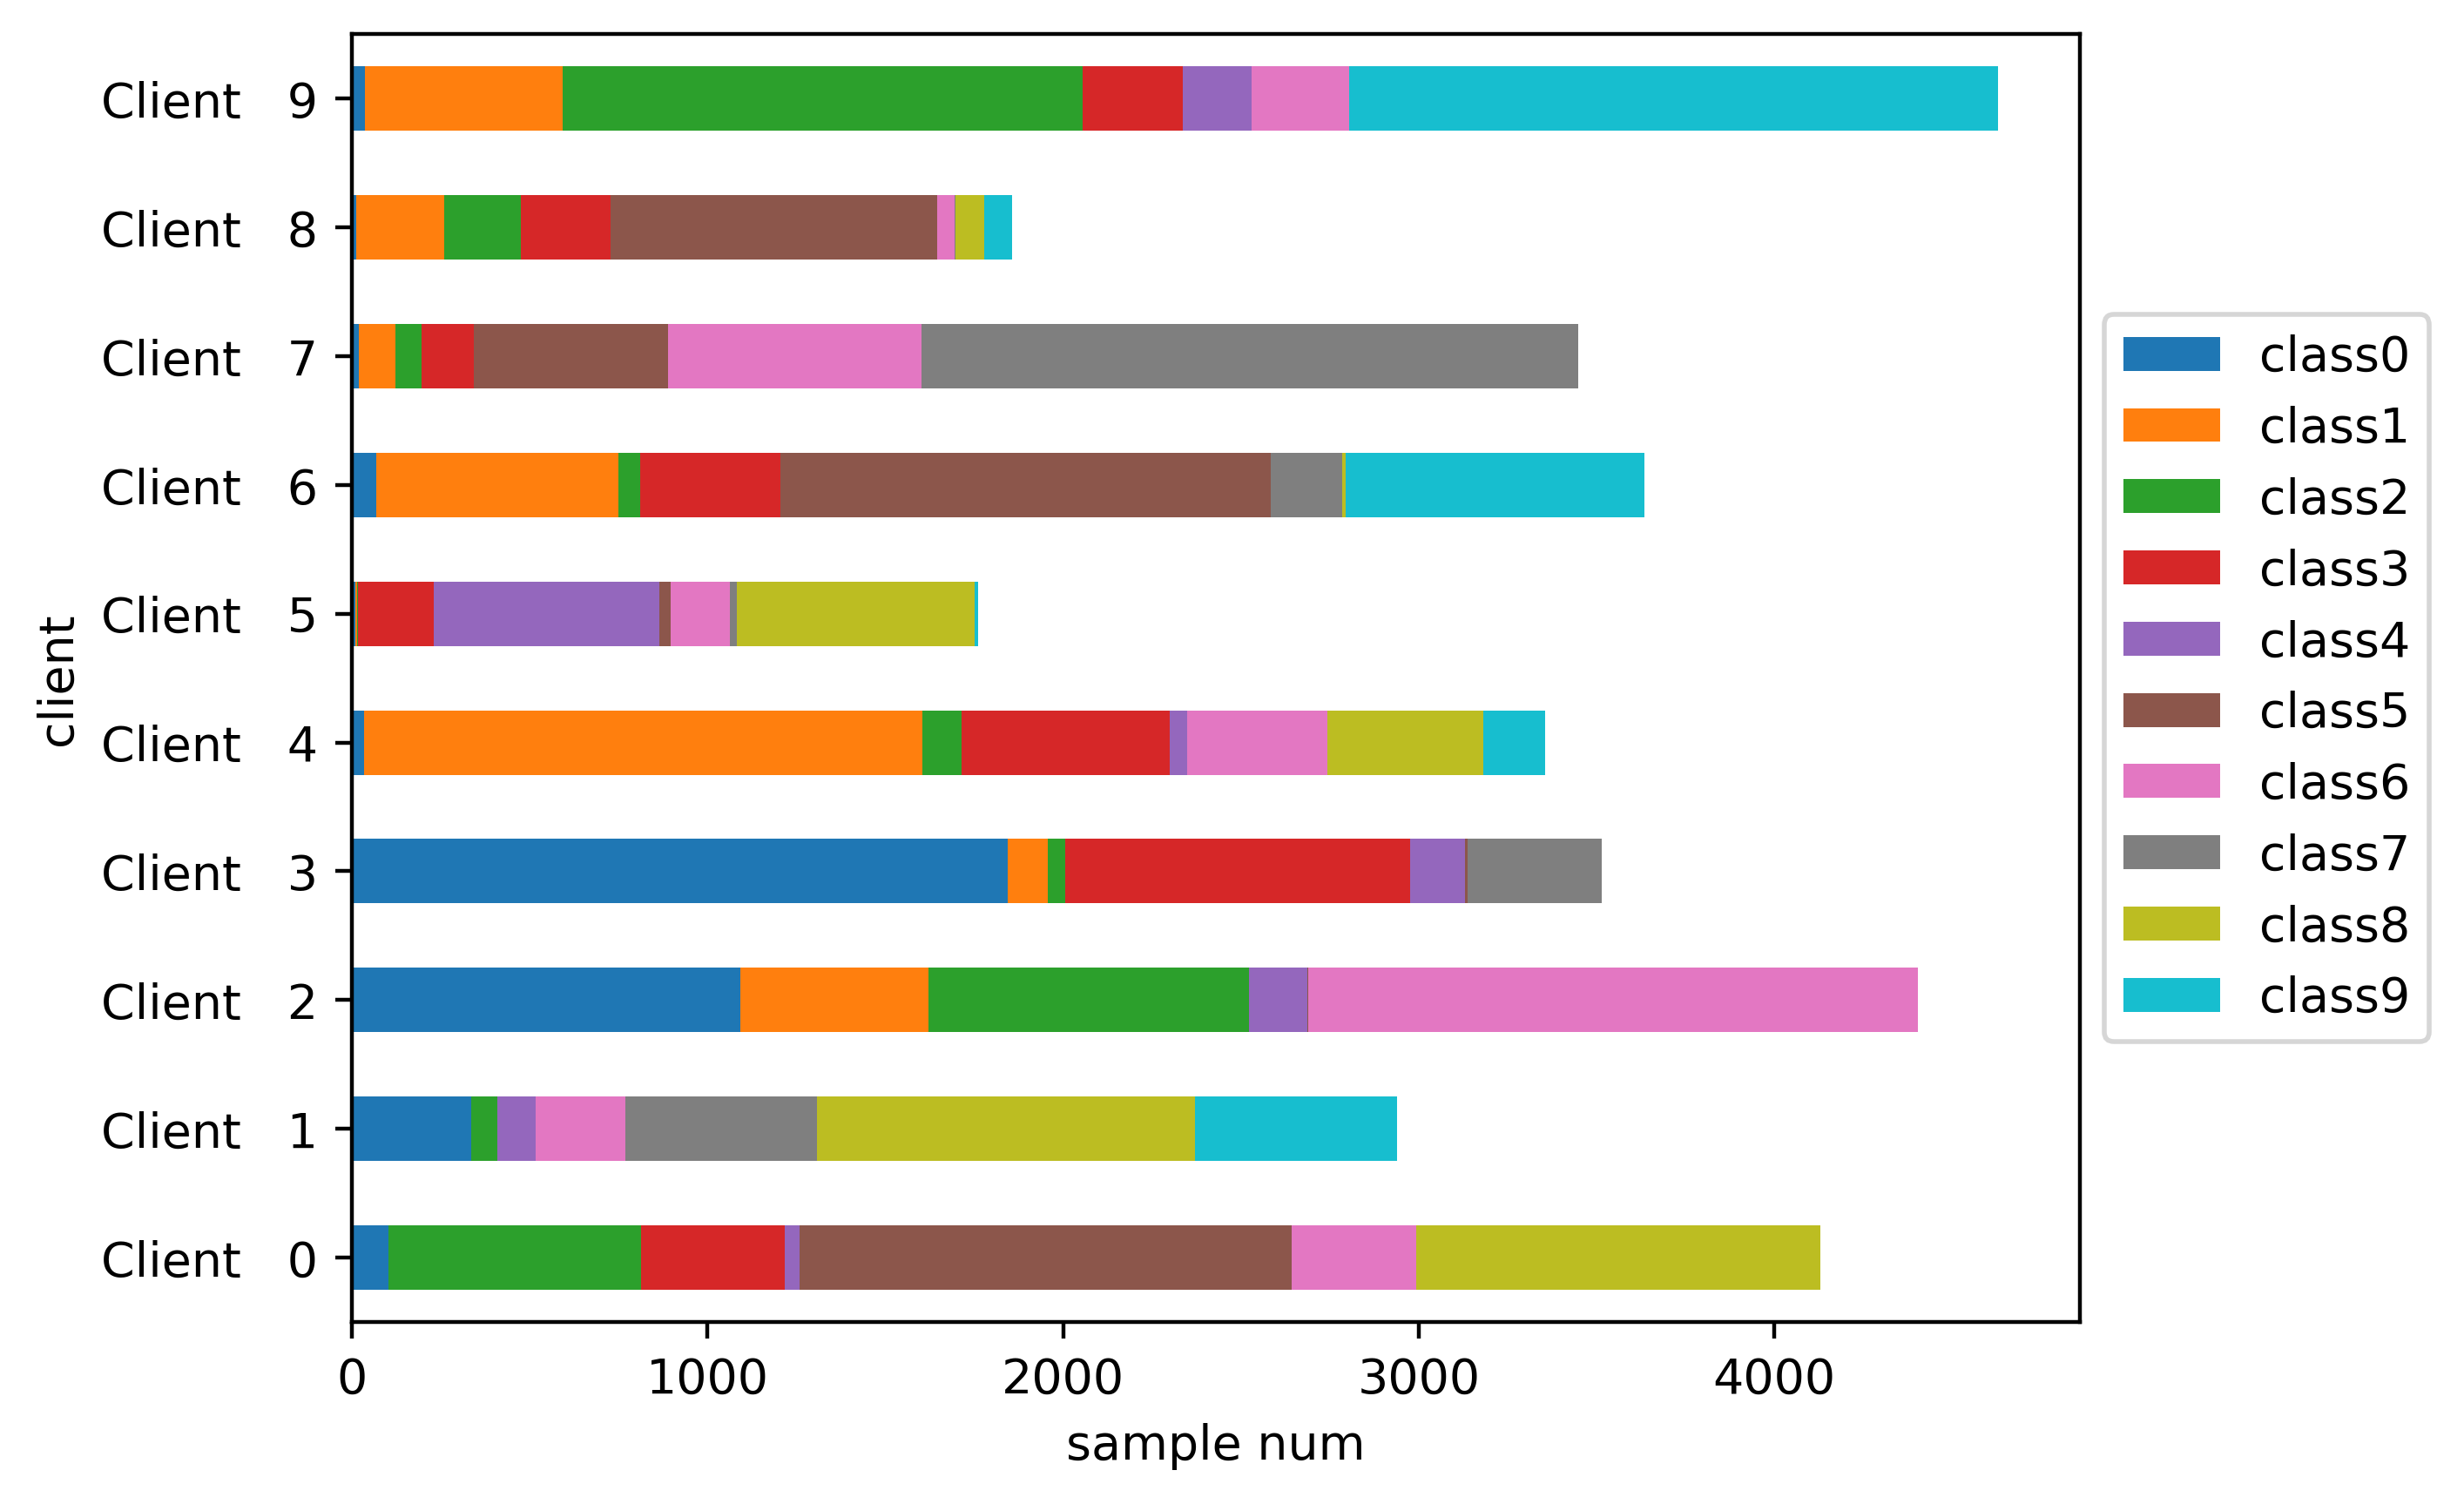 Client 9
Client 8
Client 7
Client 6
Client 5
Client 4
Client 3
Client 2
Client 1
Client 0
client
0 1000 2000 3000 4000
sample num
class0
class1
class2
class3
class4
class5
class6
class7
class8
class9